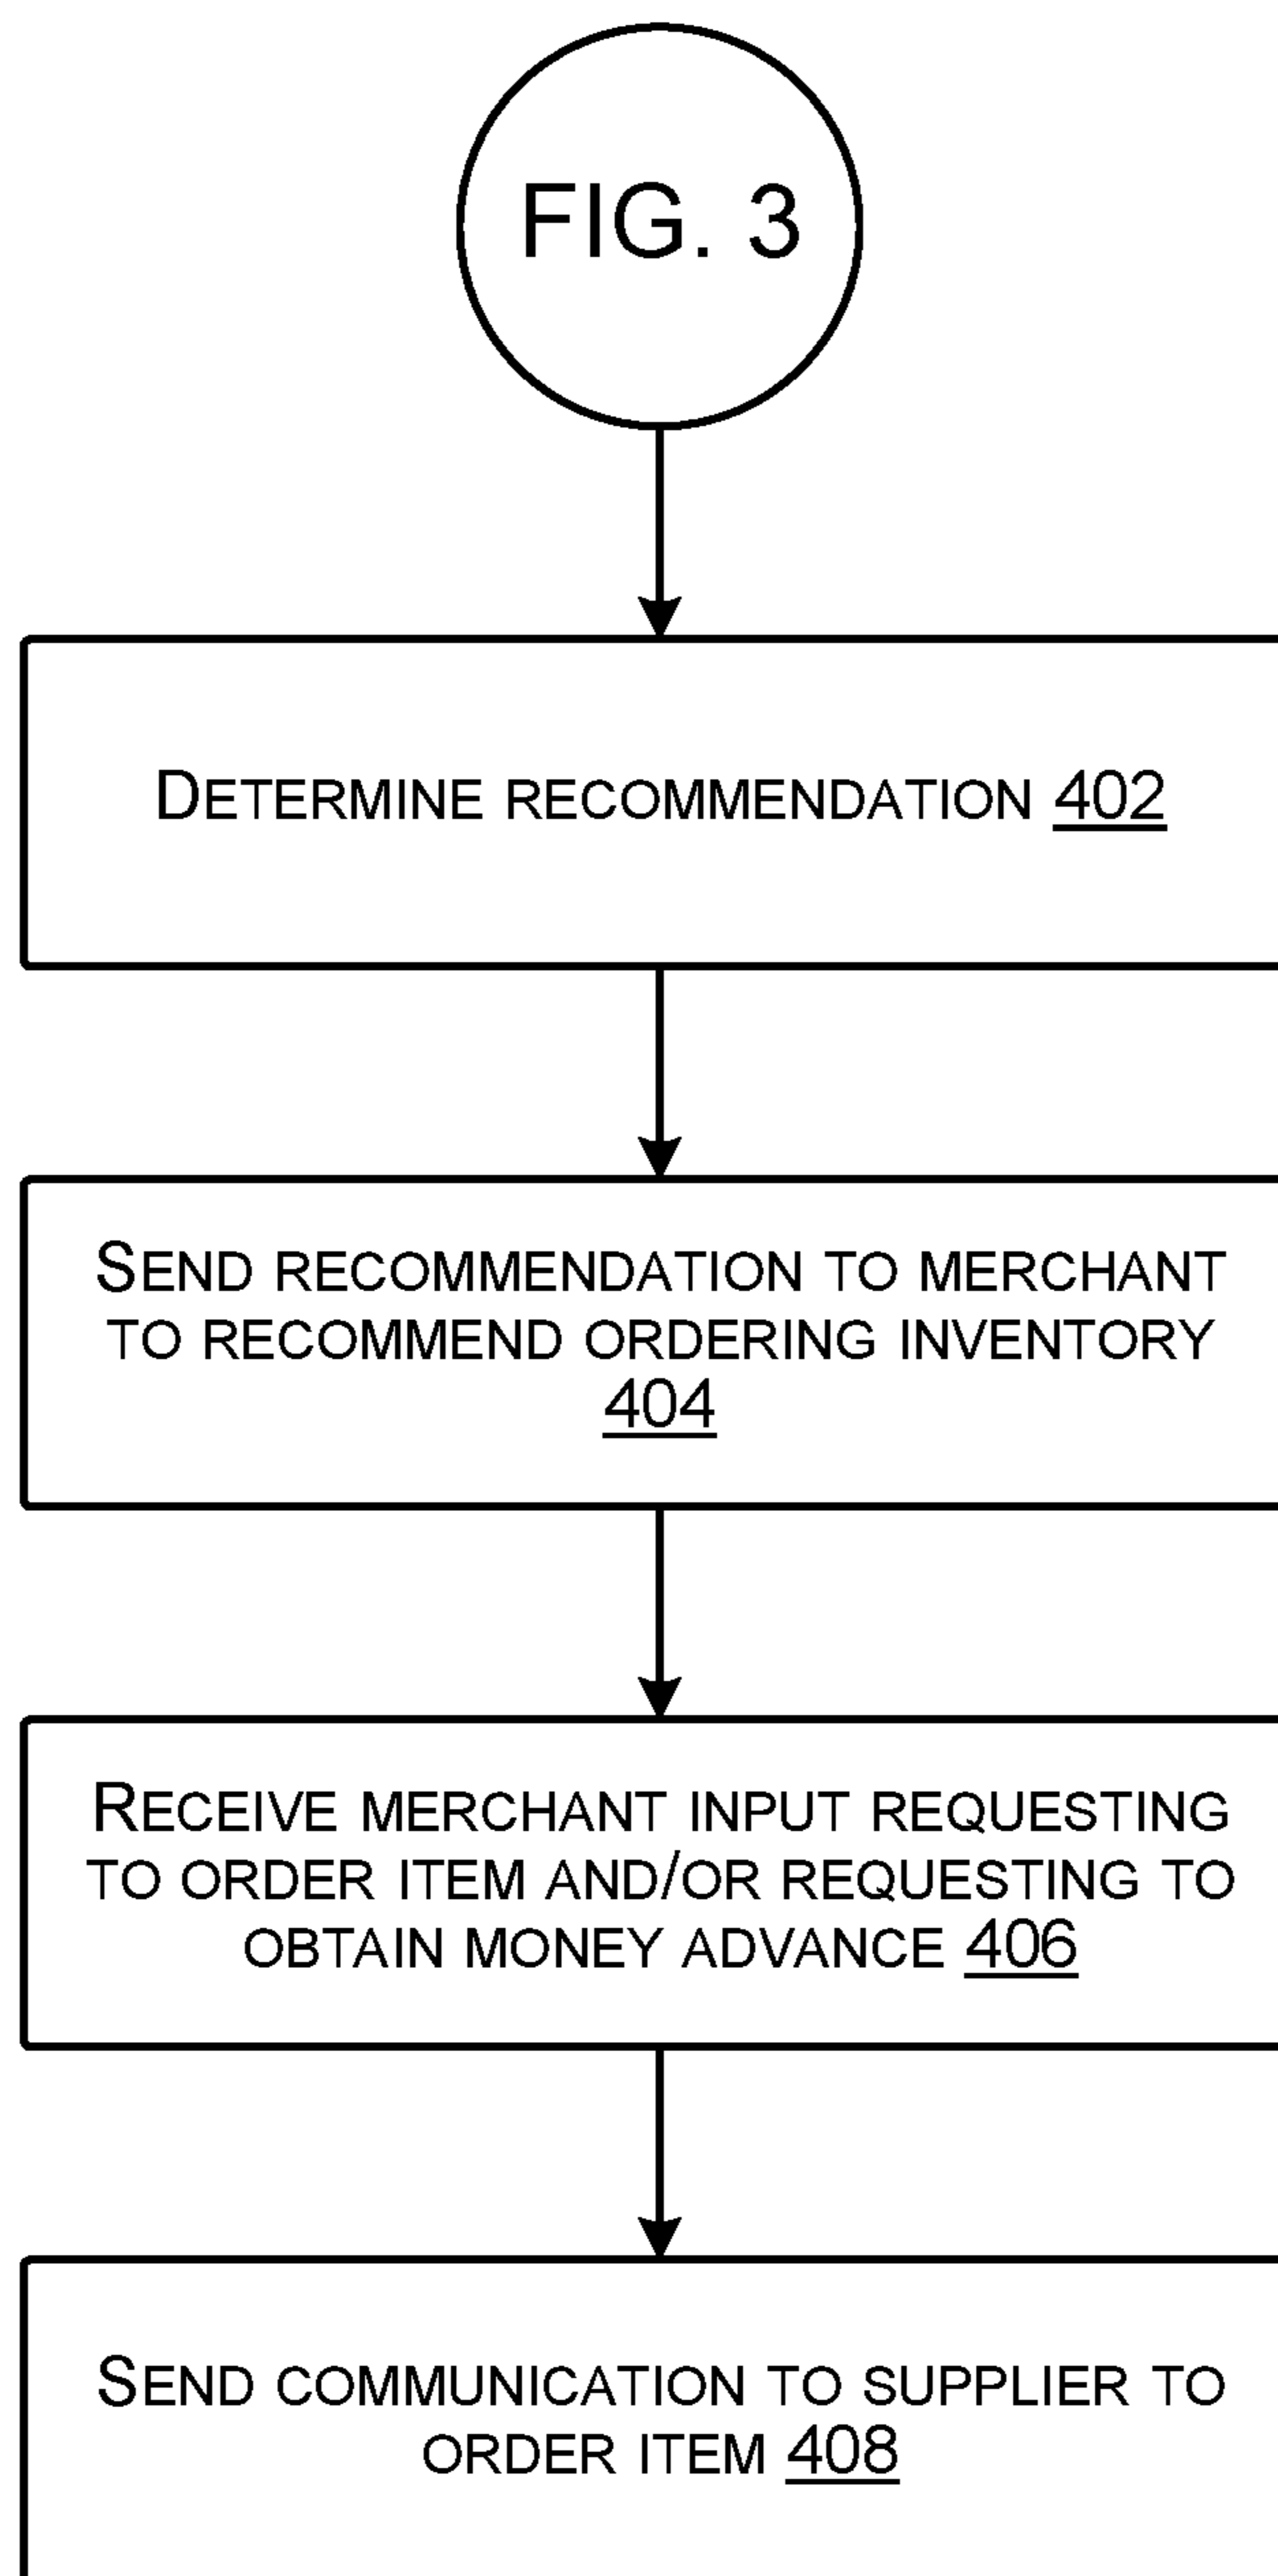 FIG. 3
DETERMINE RECOMMENDATION 402
SEND RECOMMENDATION TO MERCHANT
TO RECOMMEND ORDERING INVENTORY
404
RECEIVE MERCHANT INPUT REQUESTING
TO ORDER ITEM AND/OR REQUESTING TO
OBTAIN MONEY ADVANCE 406
SEND COMMUNICATION TO SUPPLIER TO
ORDER ITEM 408